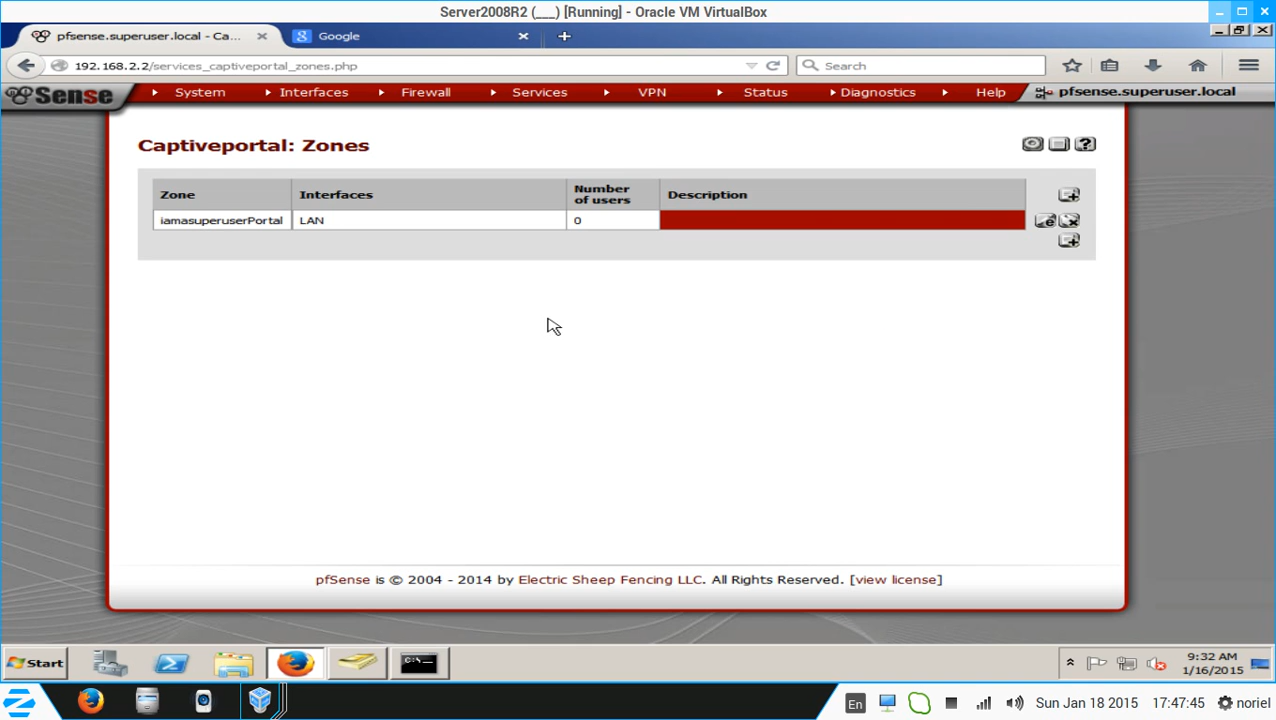 Server2008R2 (___) [Running] - Oracle VM VirtualBox
pfsense.superuser.local - Ca...
Google
192.168.2.2/services_captiveportal_zones.php
Search
Sense
System
Interfaces
Firewall
Services
VPN
Status
Diagnostics
Help
pfsense.superuser.local
Captiveportal: Zones
?
Zone
Interfaces
Number
of users
Description
iamasuperuserPortal
LAN
0
e
pfSense is © 2004 - 2014 by Electric Sheep Fencing LLC. All Rights Reserved. [view license]
Start
9:32 AM
1/16/2015
En
Sun Jan 18 2015 17:47:45
noriel